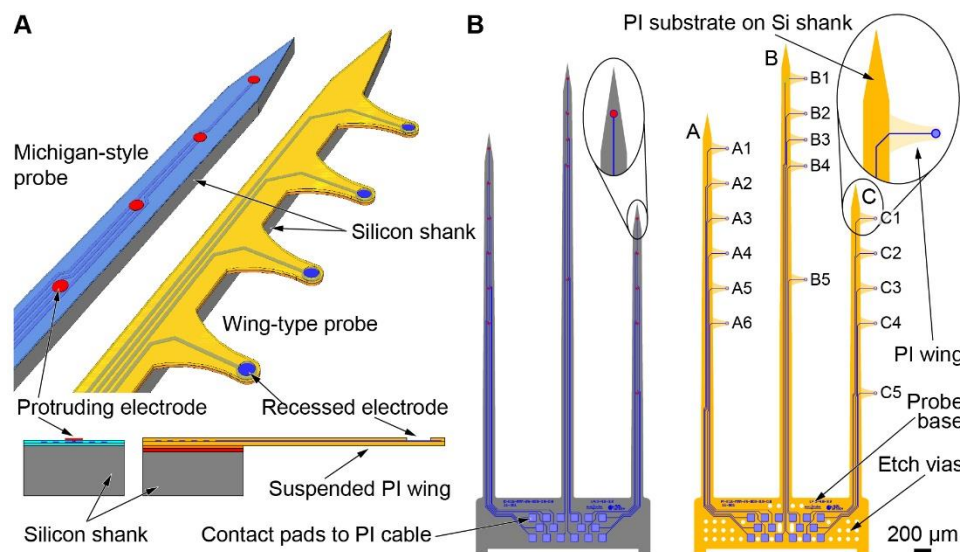 A
Michigan-style
probe
Silicon shank
Wing-type probe
Protruding electrode
Recessed electrode
Suspended PI wing
Silicon shank
Contact pads to PI cable
B
PI substrate on Si shank
A
A1
A2
A3
A4
A5
A6
B
B1
B2
B3
B4
B5
C
C1
C2
C3
C4
C5
PI wing
Probe
base
Etch vias
200 µm